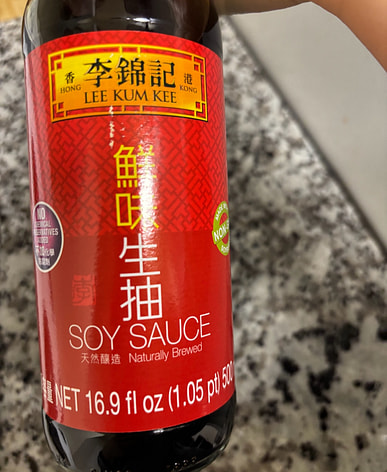 李錦記
香 港
HONG KONG
LEE KUM KEE
鮮味生抽
NO
SOY SAUCE
天然釀造 Naturally Brewed
NET 16.9 fl oz (1.05 pt) 500